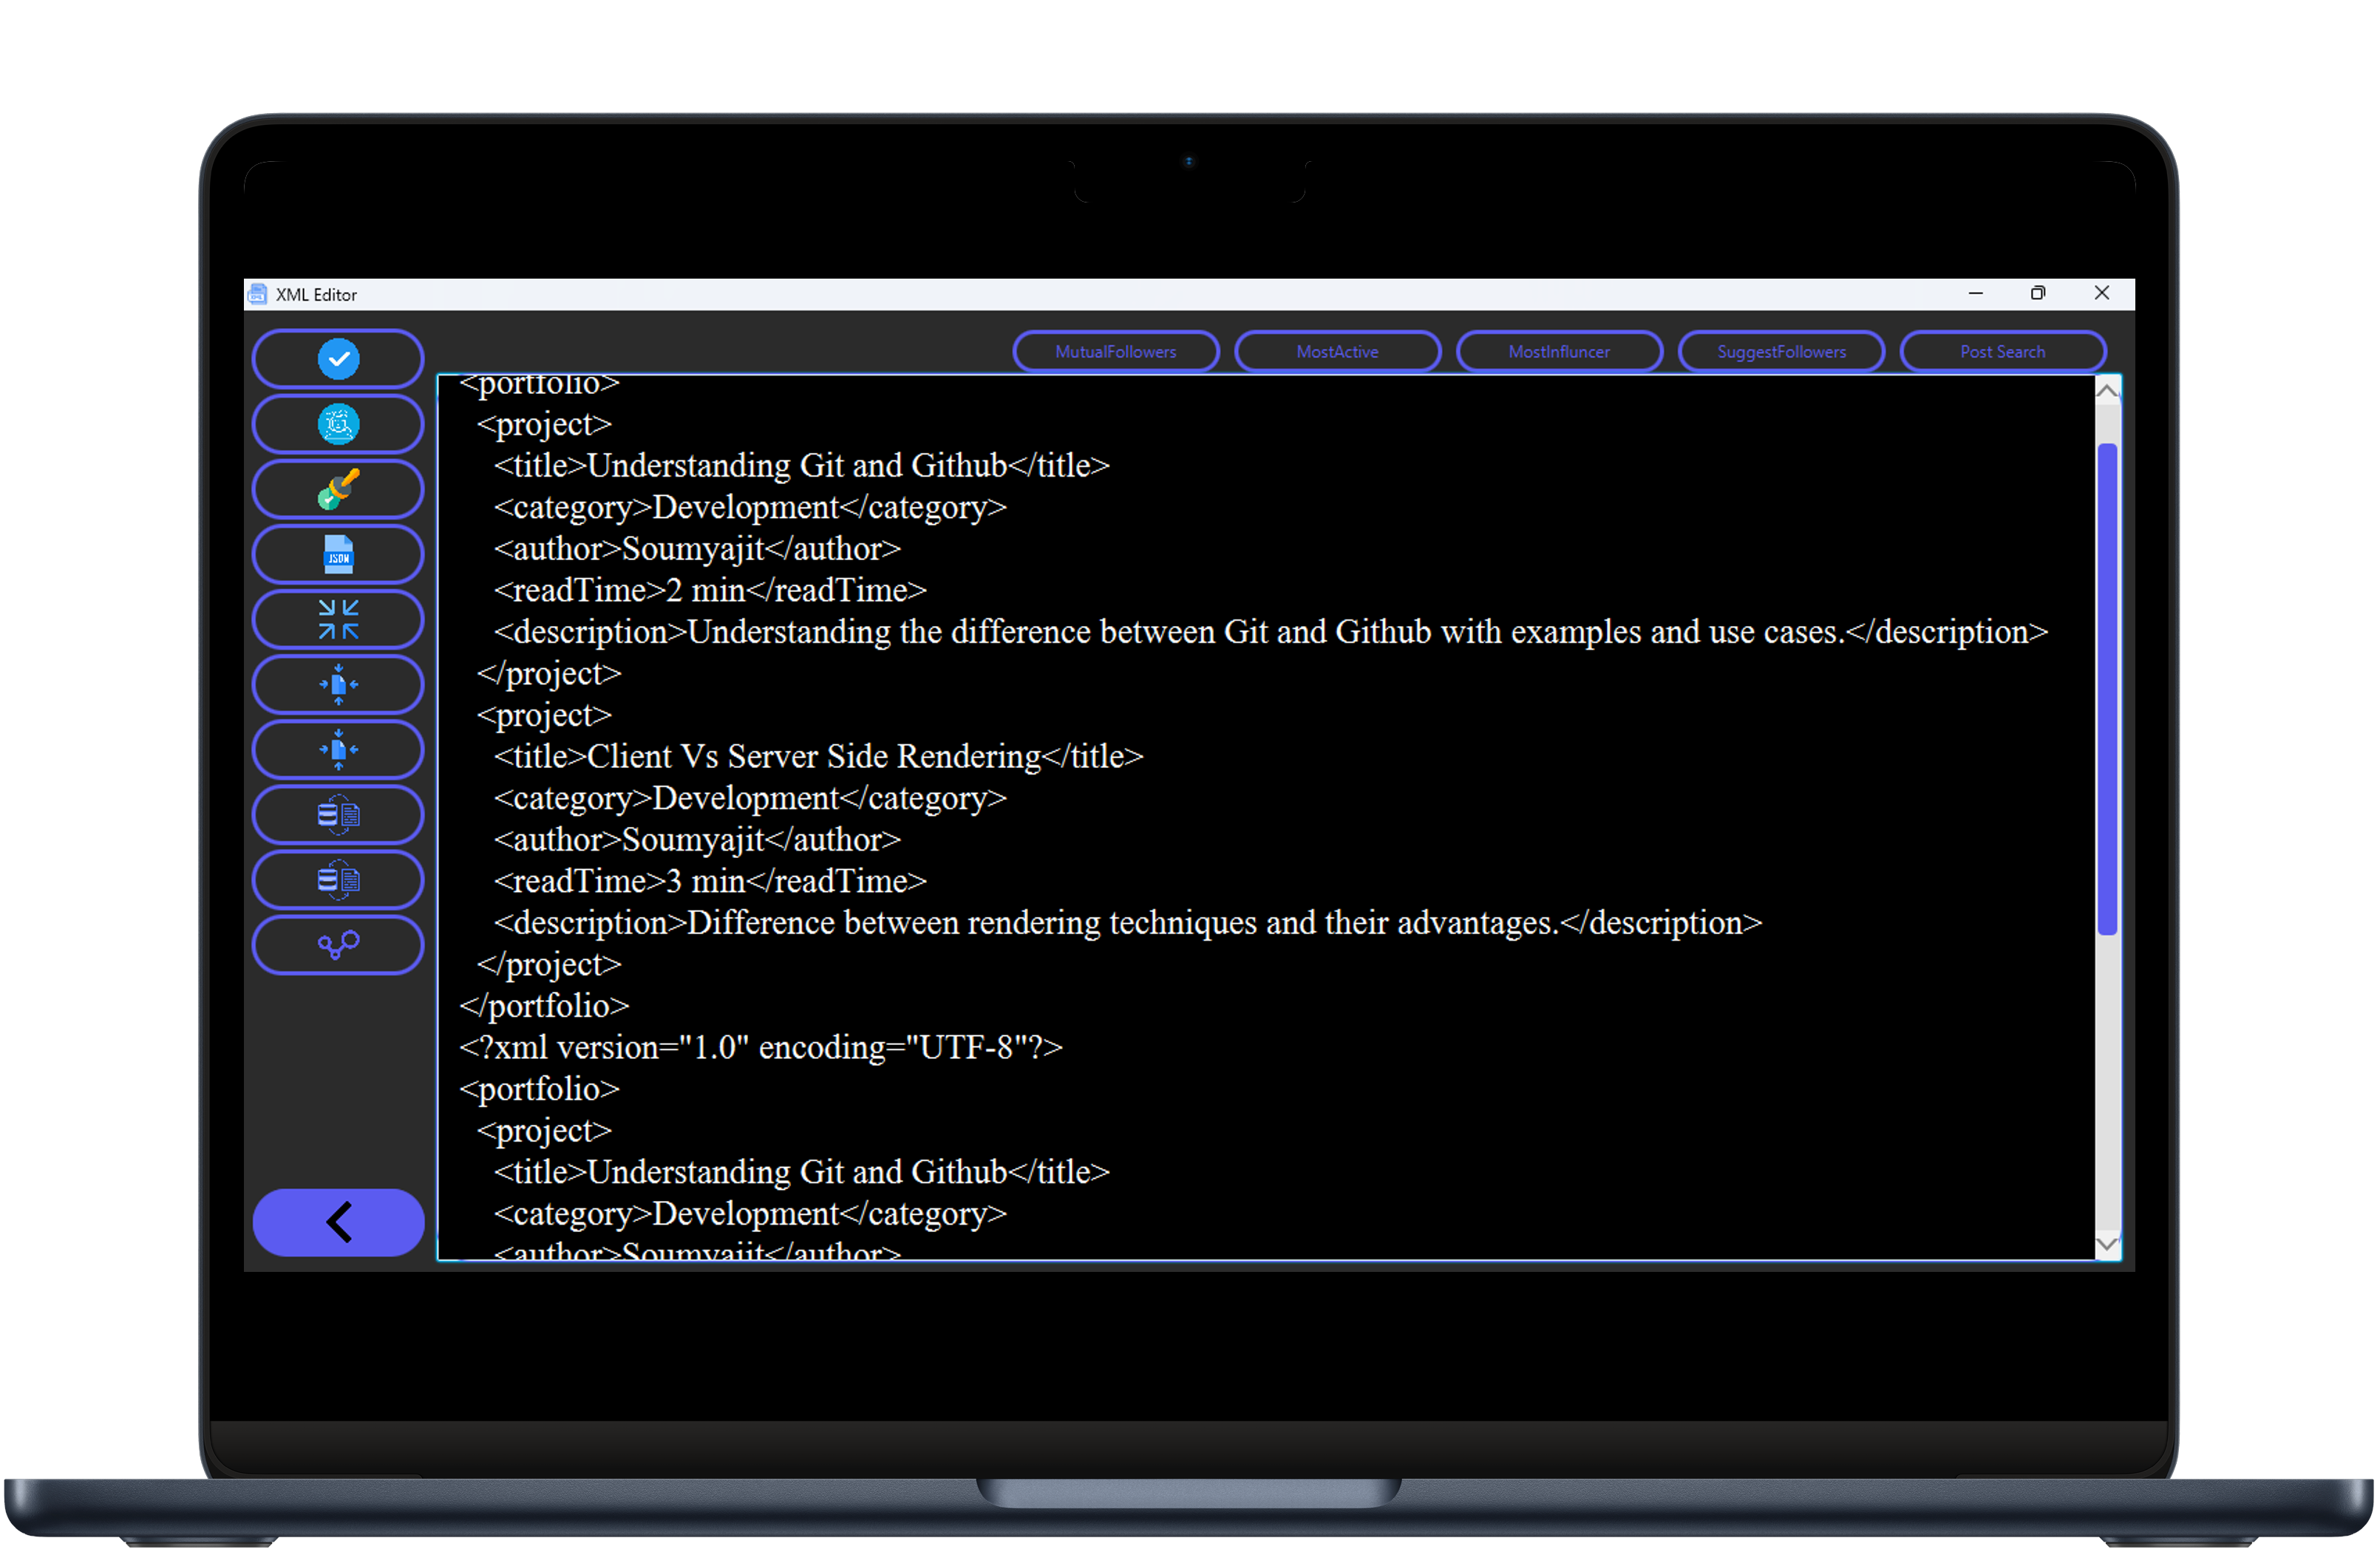 XML Editor
MutualFollowers MostActive MostInfluncer SuggestFollowers Post Search
<portfolio>
<project>
<title>Understanding Git and Github</title>
<category>Development</category>
<author>Soumyajit</author>
<readTime>2 min</readTime>
<description>Understanding the difference between Git and Github with examples and use cases.</description>
</project>
<project>
<title>Client Vs Server Side Rendering</title>
<category>Development</category>
<author>Soumyajit</author>
<readTime>3 min</readTime>
<description>Difference between rendering techniques and their advantages.</description>
</project>
</portfolio>
<?xml version="1.0" encoding="UTF-8"?>
<portfolio>
<project>
<title>Understanding Git and Github</title>
<category>Development</category>
<author>Soumyajit</author>
JSON